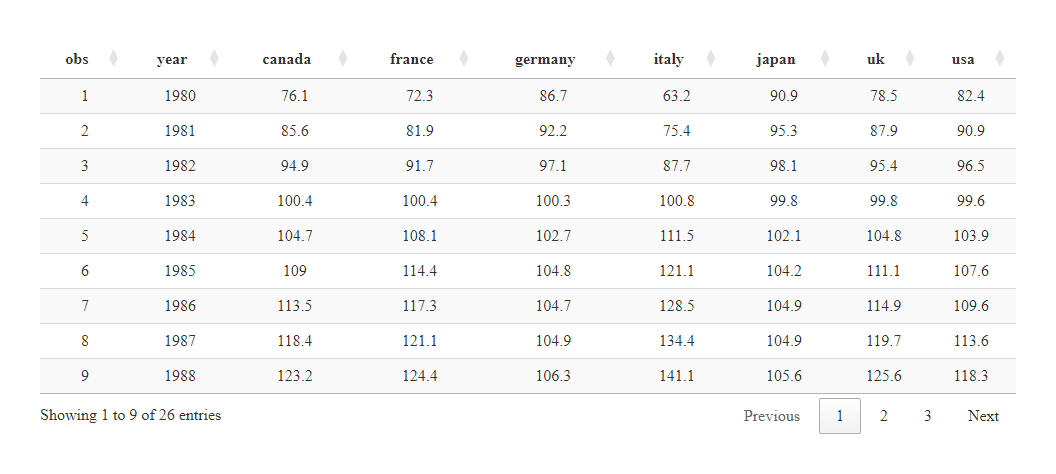 obs year canada france germany italy japan uk usa
1 1980 76.1 72.3 86.7 63.2 90.9 78.5 82.4
2 1981 85.6 81.9 92.2 75.4 95.3 87.9 90.9
3 1982 94.9 91.7 97.1 87.7 98.1 95.4 96.5
4 1983 100.4 100.4 100.3 100.8 99.8 99.8 99.6
5 1984 104.7 108.1 102.7 111.5 102.1 104.8 103.9
6 1985 109 114.4 104.8 121.1 104.2 111.1 107.6
7 1986 113.5 117.3 104.7 128.5 104.9 114.9 109.6
8 1987 118.4 121.1 104.9 134.4 104.9 119.7 113.6
9 1988 123.2 124.4 106.3 141.1 105.6 125.6 118.3
Showing 1 to 9 of 26 entries Previous 1 2 3 Next